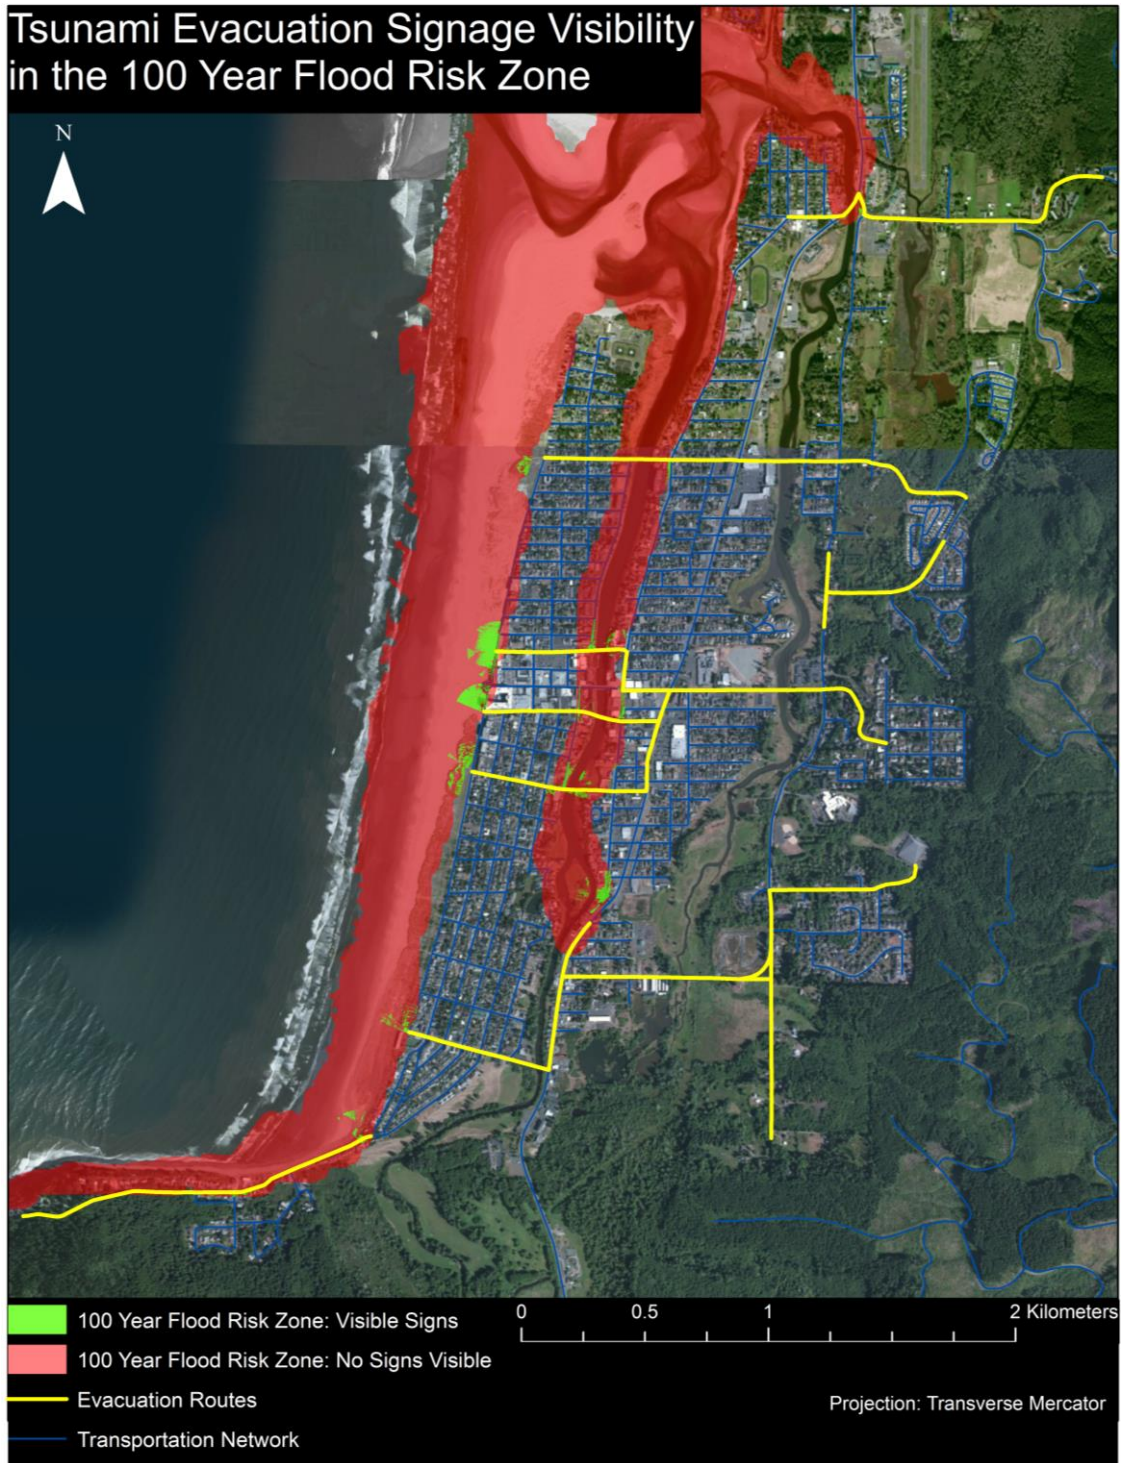 Tsunami Evacuation Signage Visibility
in the 100 Year Flood Risk Zone
N
100 Year Flood Risk Zone: Visible Signs
100 Year Flood Risk Zone: No Signs Visible
Evacuation Routes
Transportation Network
0 0.5 1 2 Kilometers
Projection: Transverse Mercator